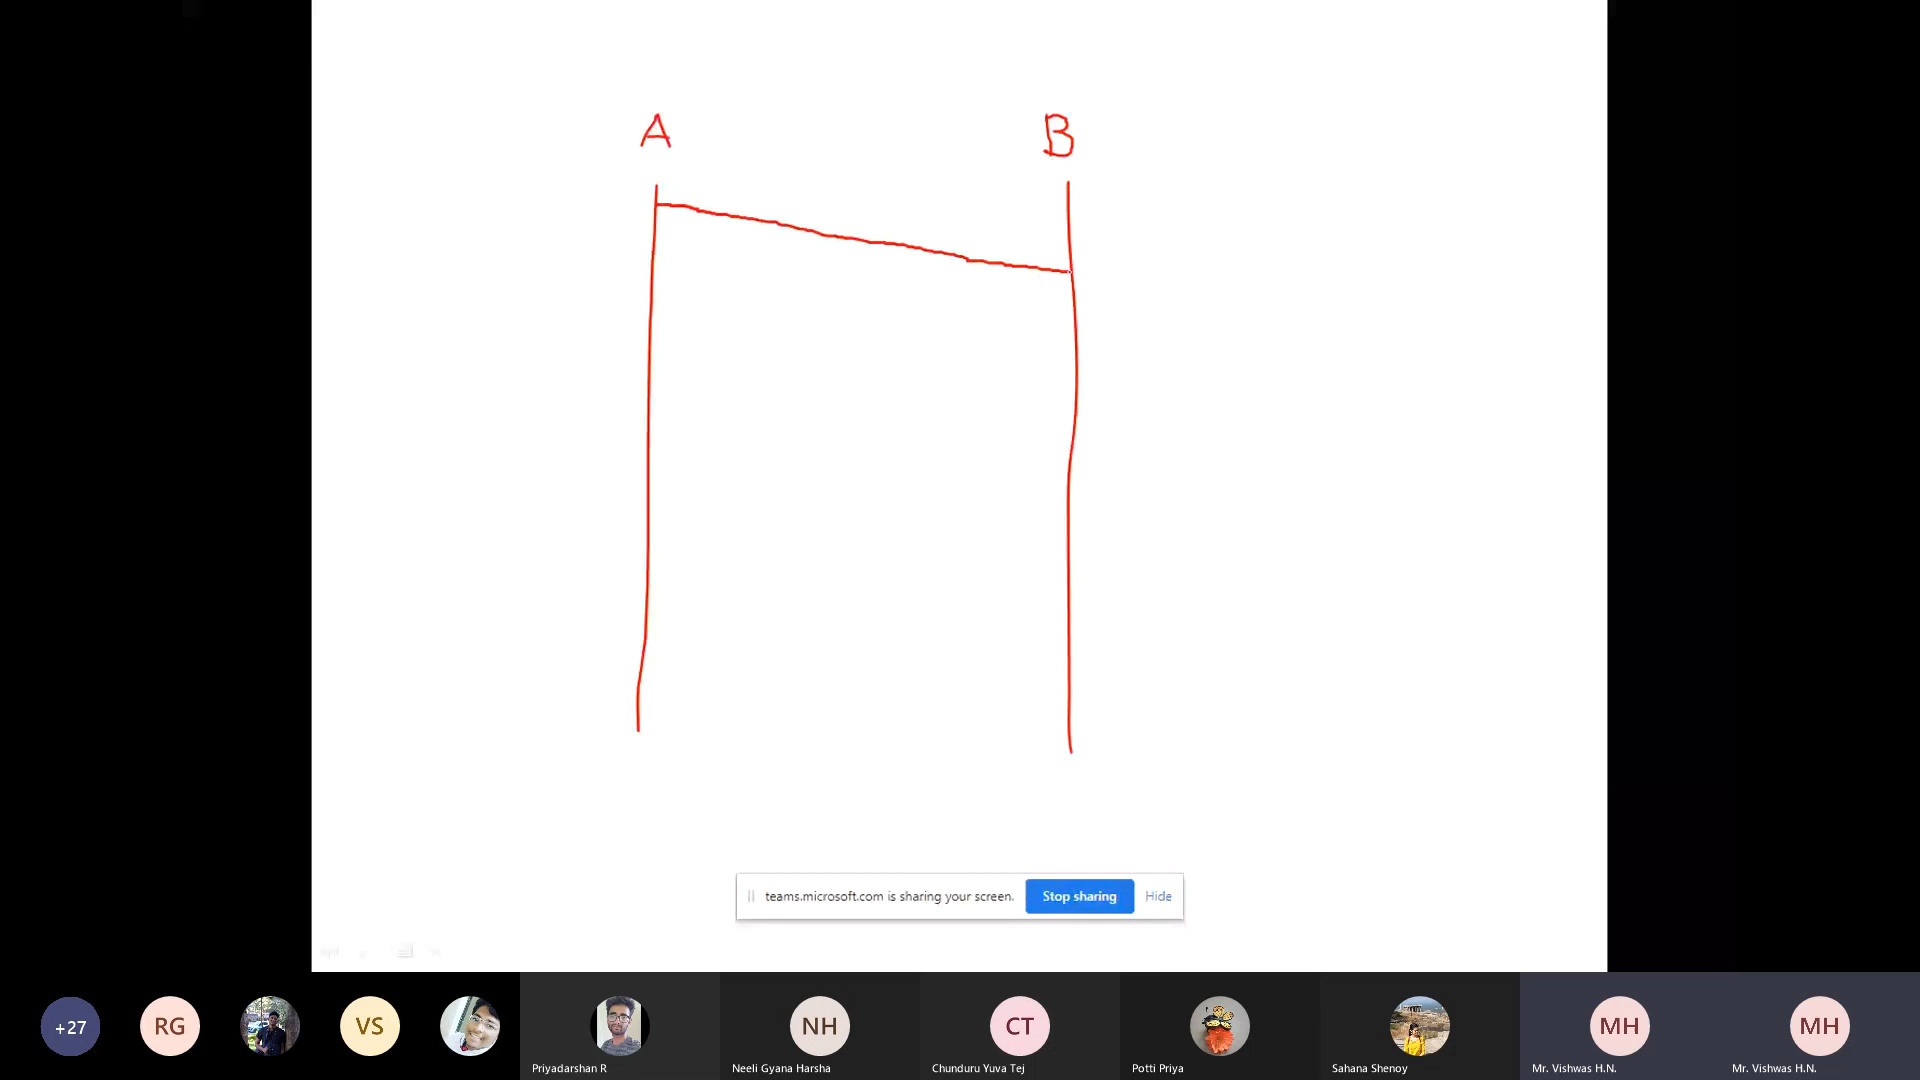 A B
teams.microsoft.com is sharing your screen. Stop sharing Hide
+27 RG VS NH CT MH MH
Priyadarshan R Neeli Gyana Harsha Chunduru Yuva Tej Potti Priya Sahana Shenoy Mr. Vishwas H.N. Mr. Vishwas H.N.